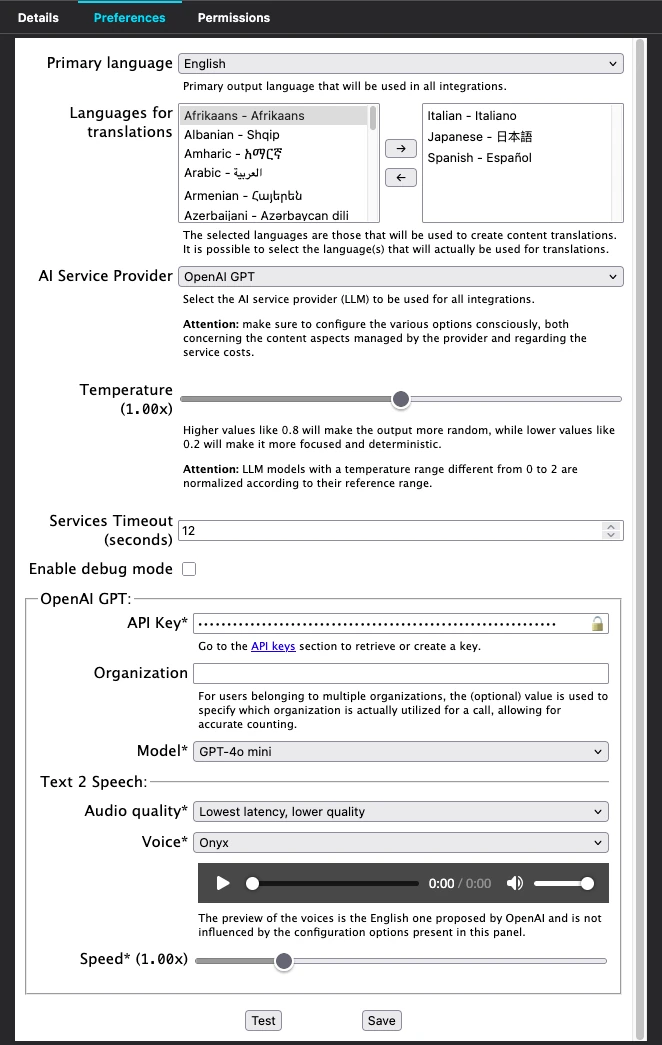 Details Preferences Permissions
Primary language English
Primary output language that will be used in all integrations.
Languages for translations
Afrikaans - Afrikaans
Albanian - Shqip
Amharic - አማርኛ
Arabic - العربية
Armenian - Հայերեն
Azerbaijani - Azərbaycan dili
→
←
Italian - Italiano
Japanese - 日本語
Spanish - Español
The selected languages are those that will be used to create content translations.
It is possible to select the language(s) that will actually be used for translations.
AI Service Provider OpenAI GPT
Select the AI service provider (LLM) to be used for all integrations.
Attention: make sure to configure the various options consciously, both
concerning the content aspects managed by the provider and regarding the
service costs.
Temperature
(1.00x)
Higher values like 0.8 will make the output more random, while lower values like
0.2 will make it more focused and deterministic.
Attention: LLM models with a temperature range different from 0 to 2 are
normalized according to their reference range.
Services Timeout
(seconds) 12
Enable debug mode
OpenAI GPT:
API Key*
Go to the API keys section to retrieve or create a key.
Organization
For users belonging to multiple organizations, the (optional) value is used to
specify which organization is actually utilized for a call, allowing for
accurate counting.
Model* GPT-4o mini
Text 2 Speech:
Audio quality* Lowest latency, lower quality
Voice* Onyx
0:00 / 0:00
The preview of the voices is the English one proposed by OpenAI and is not
influenced by the configuration options present in this panel.
Speed* (1.00x)
Test Save